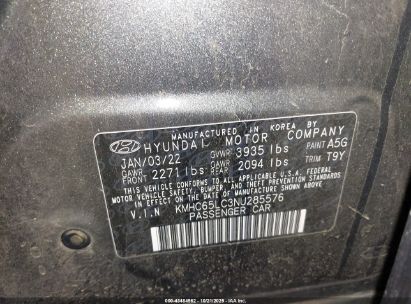 MANUFACTURED IN KOREA BY
HYUNDAI MOTOR COMPANY
JAN/03/22 GVWR 3935 lbs PAINT A5G
GAWR FRONT 2271 lbs GAWR REAR 2094 lbs TRIM T9Y
THIS VEHICLE CONFORMS TO ALL APPLICABLE U.S.A. FEDERAL
MOTOR VEHICLE SAFETY, BUMPER, AND THEFT PREVENTION STANDARDS
IN EFFECT ON THE DATE OF MANUFACTURE SHOWN ABOVE.
V.I.N KMHC65LC3NU285576
PASSENGER CAR